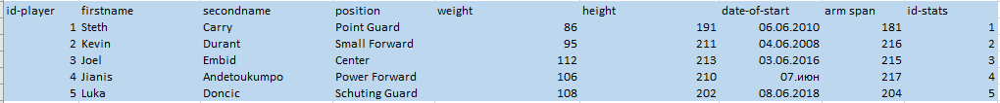 id-player firstname secondname position weight height date-of-start arm span id-stats
1 Steth Carry Point Guard 86 191 06.06.2010 181 1
2 Kevin Durant Small Forward 95 211 04.06.2008 216 2
3 Joel Embid Center 112 213 03.06.2016 215 3
4 Jianis Andetoukumpo Power Forward 106 210 07.июн 217 4
5 Luka Doncic Schuting Guard 108 202 08.06.2018 204 5